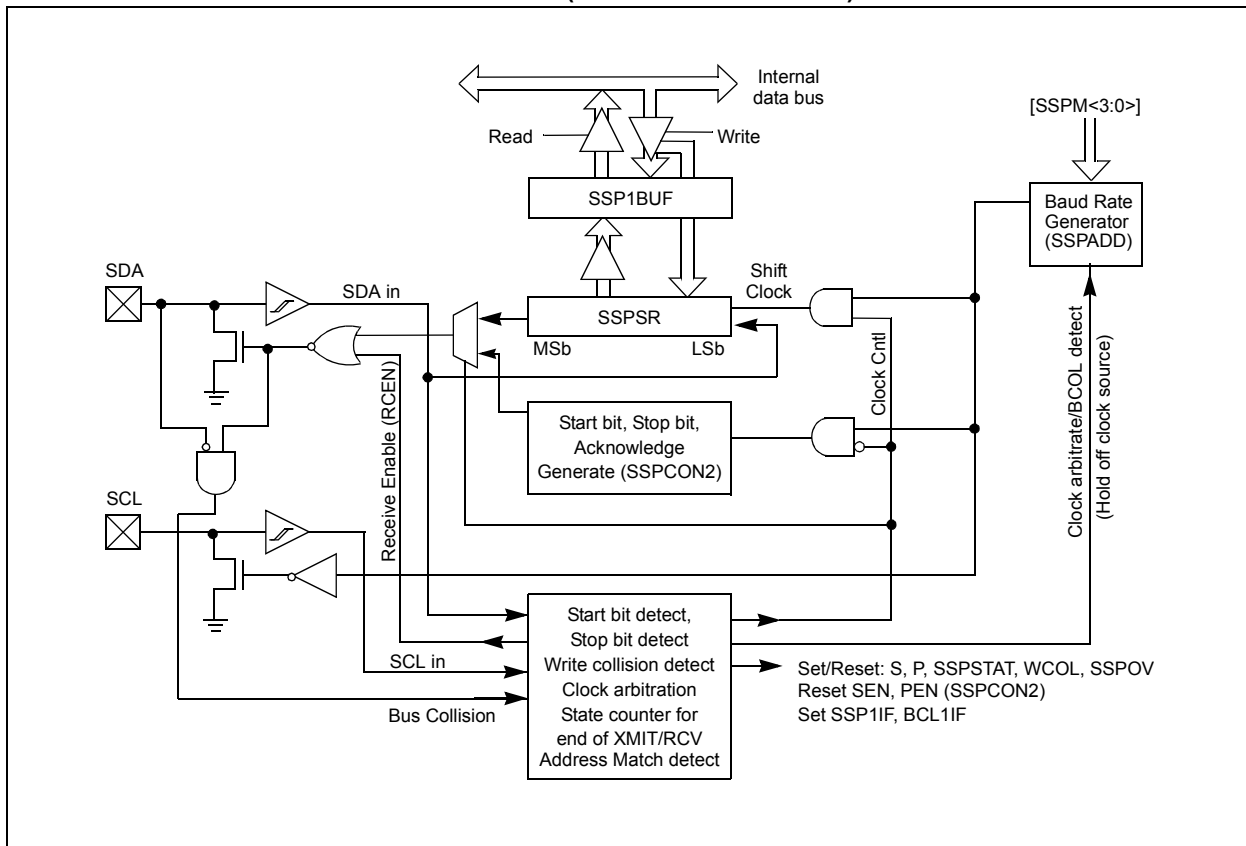 Internal
data bus
[SSPM<3:0>]
Read
Write
SSP1BUF
Baud Rate
Generator
(SSPADD)
SDA
SDA in
Shift
Clock
SSPSR
MSb
LSb
Start bit, Stop bit,
Acknowledge
Generate (SSPCON2)
Clock Cntl
Receive Enable (RCEN)
Clock arbitrate/BCOL detect
(Hold off clock source)
SCL
SCL in
Bus Collision
Start bit detect,
Stop bit detect
Write collision detect
Clock arbitration
State counter for
end of XMIT/RCV
Address Match detect
Set/Reset: S, P, SSPSTAT, WCOL, SSPOV
Reset SEN, PEN (SSPCON2)
Set SSP1IF, BCL1IF